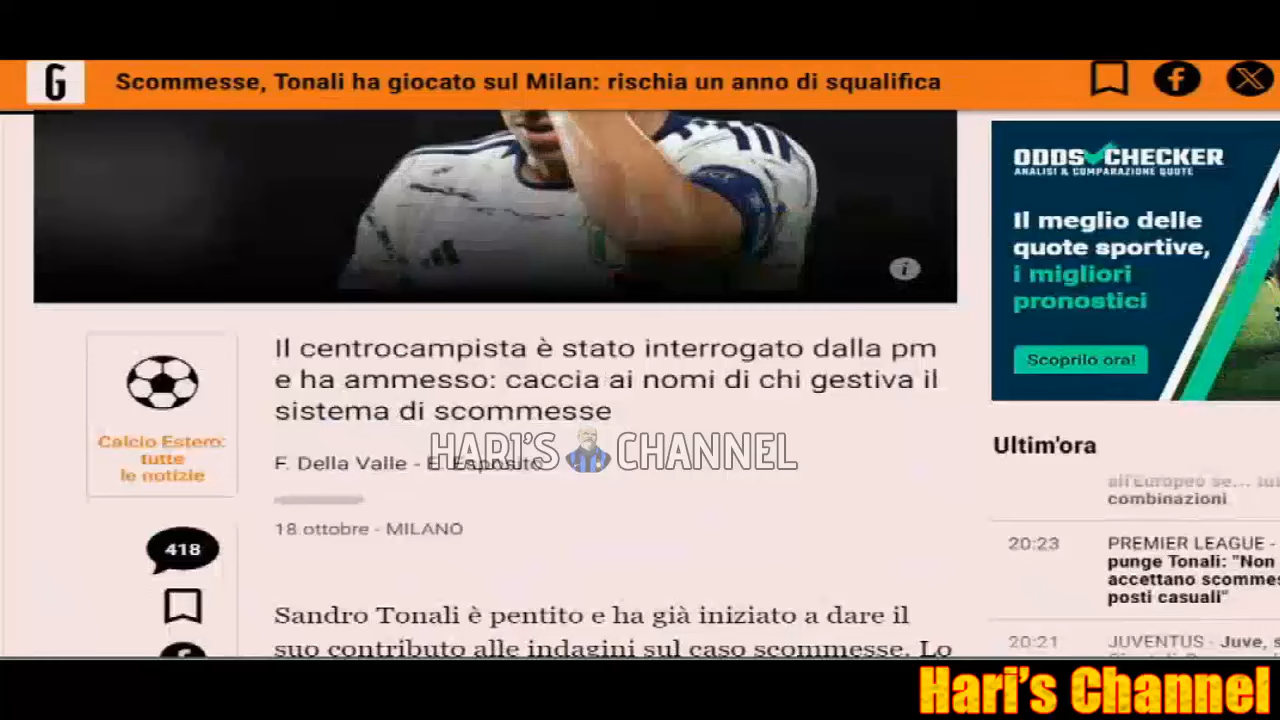 G
Scommesse, Tonali ha giocato sul Milan: rischia un anno di squalifica
ODDSCHECKER
ANALISI & COMPARAZIONE QUOTE
Il meglio delle
quote sportive,
i migliori
pronostici
Scoprilo ora!
Il centrocampista è stato interrogato dalla pm
e ha ammesso: caccia ai nomi di chi gestiva il
sistema di scommesse
Calcio Estero:
tutte
le notizie
F. Della Valle - E. Esposito
HARI'S CHANNEL
18 ottobre - MILANO
418
Sandro Tonali è pentito e ha già iniziato a dare il
suo contributo alle indagini sul caso scommesse. Lo
Ultim'ora
all'Europeo se...
combinazioni
20:23
PREMIER LEAGUE -
punge Tonali: "Non
accettano scommes
posti casuali"
20:21
JUVENTUS - Juve, s
Hari's Channel